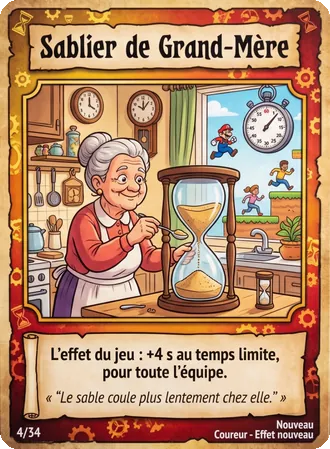 Sablier de Grand-Mère
L'effet du jeu : +4 s au temps limite,
pour toute l'équipe.
« “Le sable coule plus lentement chez elle.” »
4/34
Nouveau
Coureur - Effet nouveau